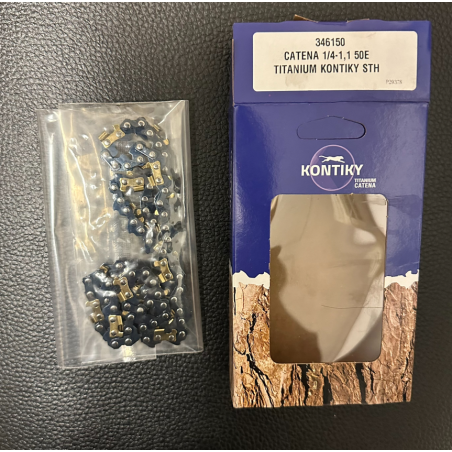 346150
CATENA 1/4-1,1 50E
TITANIUM KONTIKY STH
KONTIKY
TITANIUM
CATENA